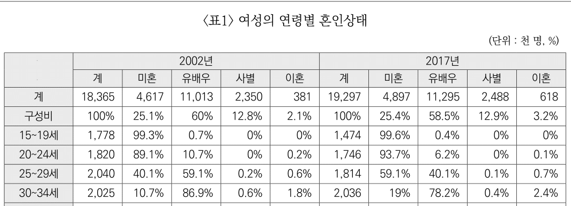 〈표1〉 여성의 연령별 혼인상태
(단위 : 천 명, %)
2002년 2017년
계 미혼 유배우 사별 이혼 계 미혼 유배우 사별 이혼
계 18,365 4,617 11,013 2,350 381 19,297 4,897 11,295 2,488 618
구성비 100% 25.1% 60% 12.8% 2.1% 100% 25.4% 58.5% 12.9% 3.2%
15~19세 1,778 99.3% 0.7% 0% 0% 1,474 99.6% 0.4% 0% 0%
20~24세 1,820 89.1% 10.7% 0% 0.2% 1,746 93.7% 6.2% 0% 0.1%
25~29세 2,040 40.1% 59.1% 0.2% 0.6% 1,814 59.1% 40.1% 0.1% 0.7%
30~34세 2,025 10.7% 86.9% 0.6% 1.8% 2,036 19% 78.2% 0.4% 2.4%